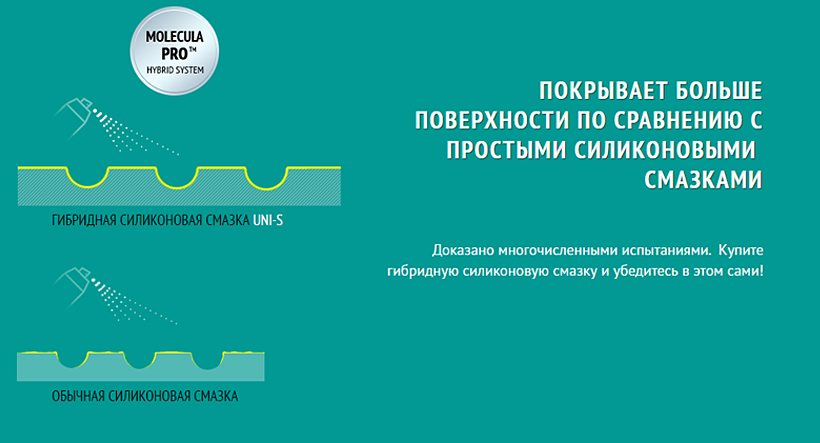 MOLECULA
PRO™
HYBRID SYSTEM
ПОКРЫВАЕТ БОЛЬШЕ
ПОВЕРХНОСТИ ПО СРАВНЕНИЮ С
ПРОСТЫМИ СИЛИКОНОВЫМИ
СМАЗКАМИ
ГИБРИДНАЯ СИЛИКОНОВАЯ СМАЗКА UNI-S
Доказано многочисленными испытаниями. Купите
гибридную силиконовую смазку и убедитесь в этом сами!
ОБЫЧНАЯ СИЛИКОНОВАЯ СМАЗКА